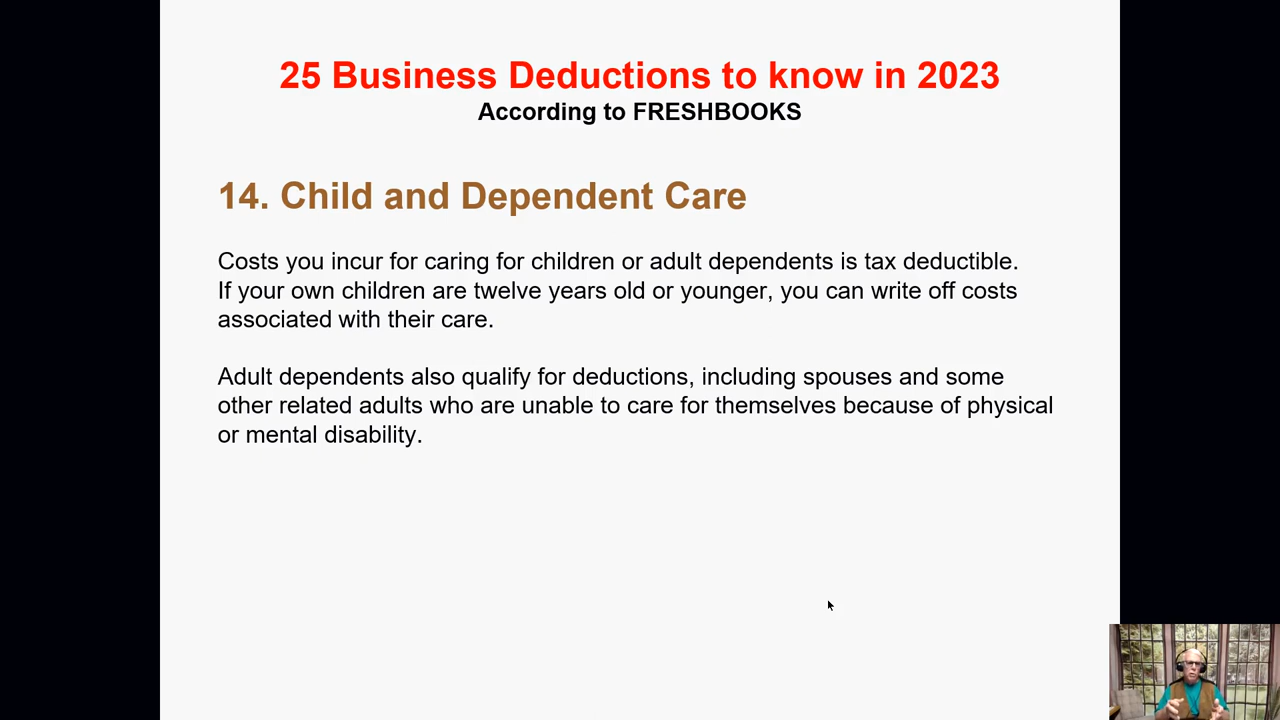 25 Business Deductions to know in 2023
According to FRESHBOOKS
14. Child and Dependent Care
Costs you incur for caring for children or adult dependents is tax deductible.
If your own children are twelve years old or younger, you can write off costs
associated with their care.
Adult dependents also qualify for deductions, including spouses and some
other related adults who are unable to care for themselves because of physical
or mental disability.